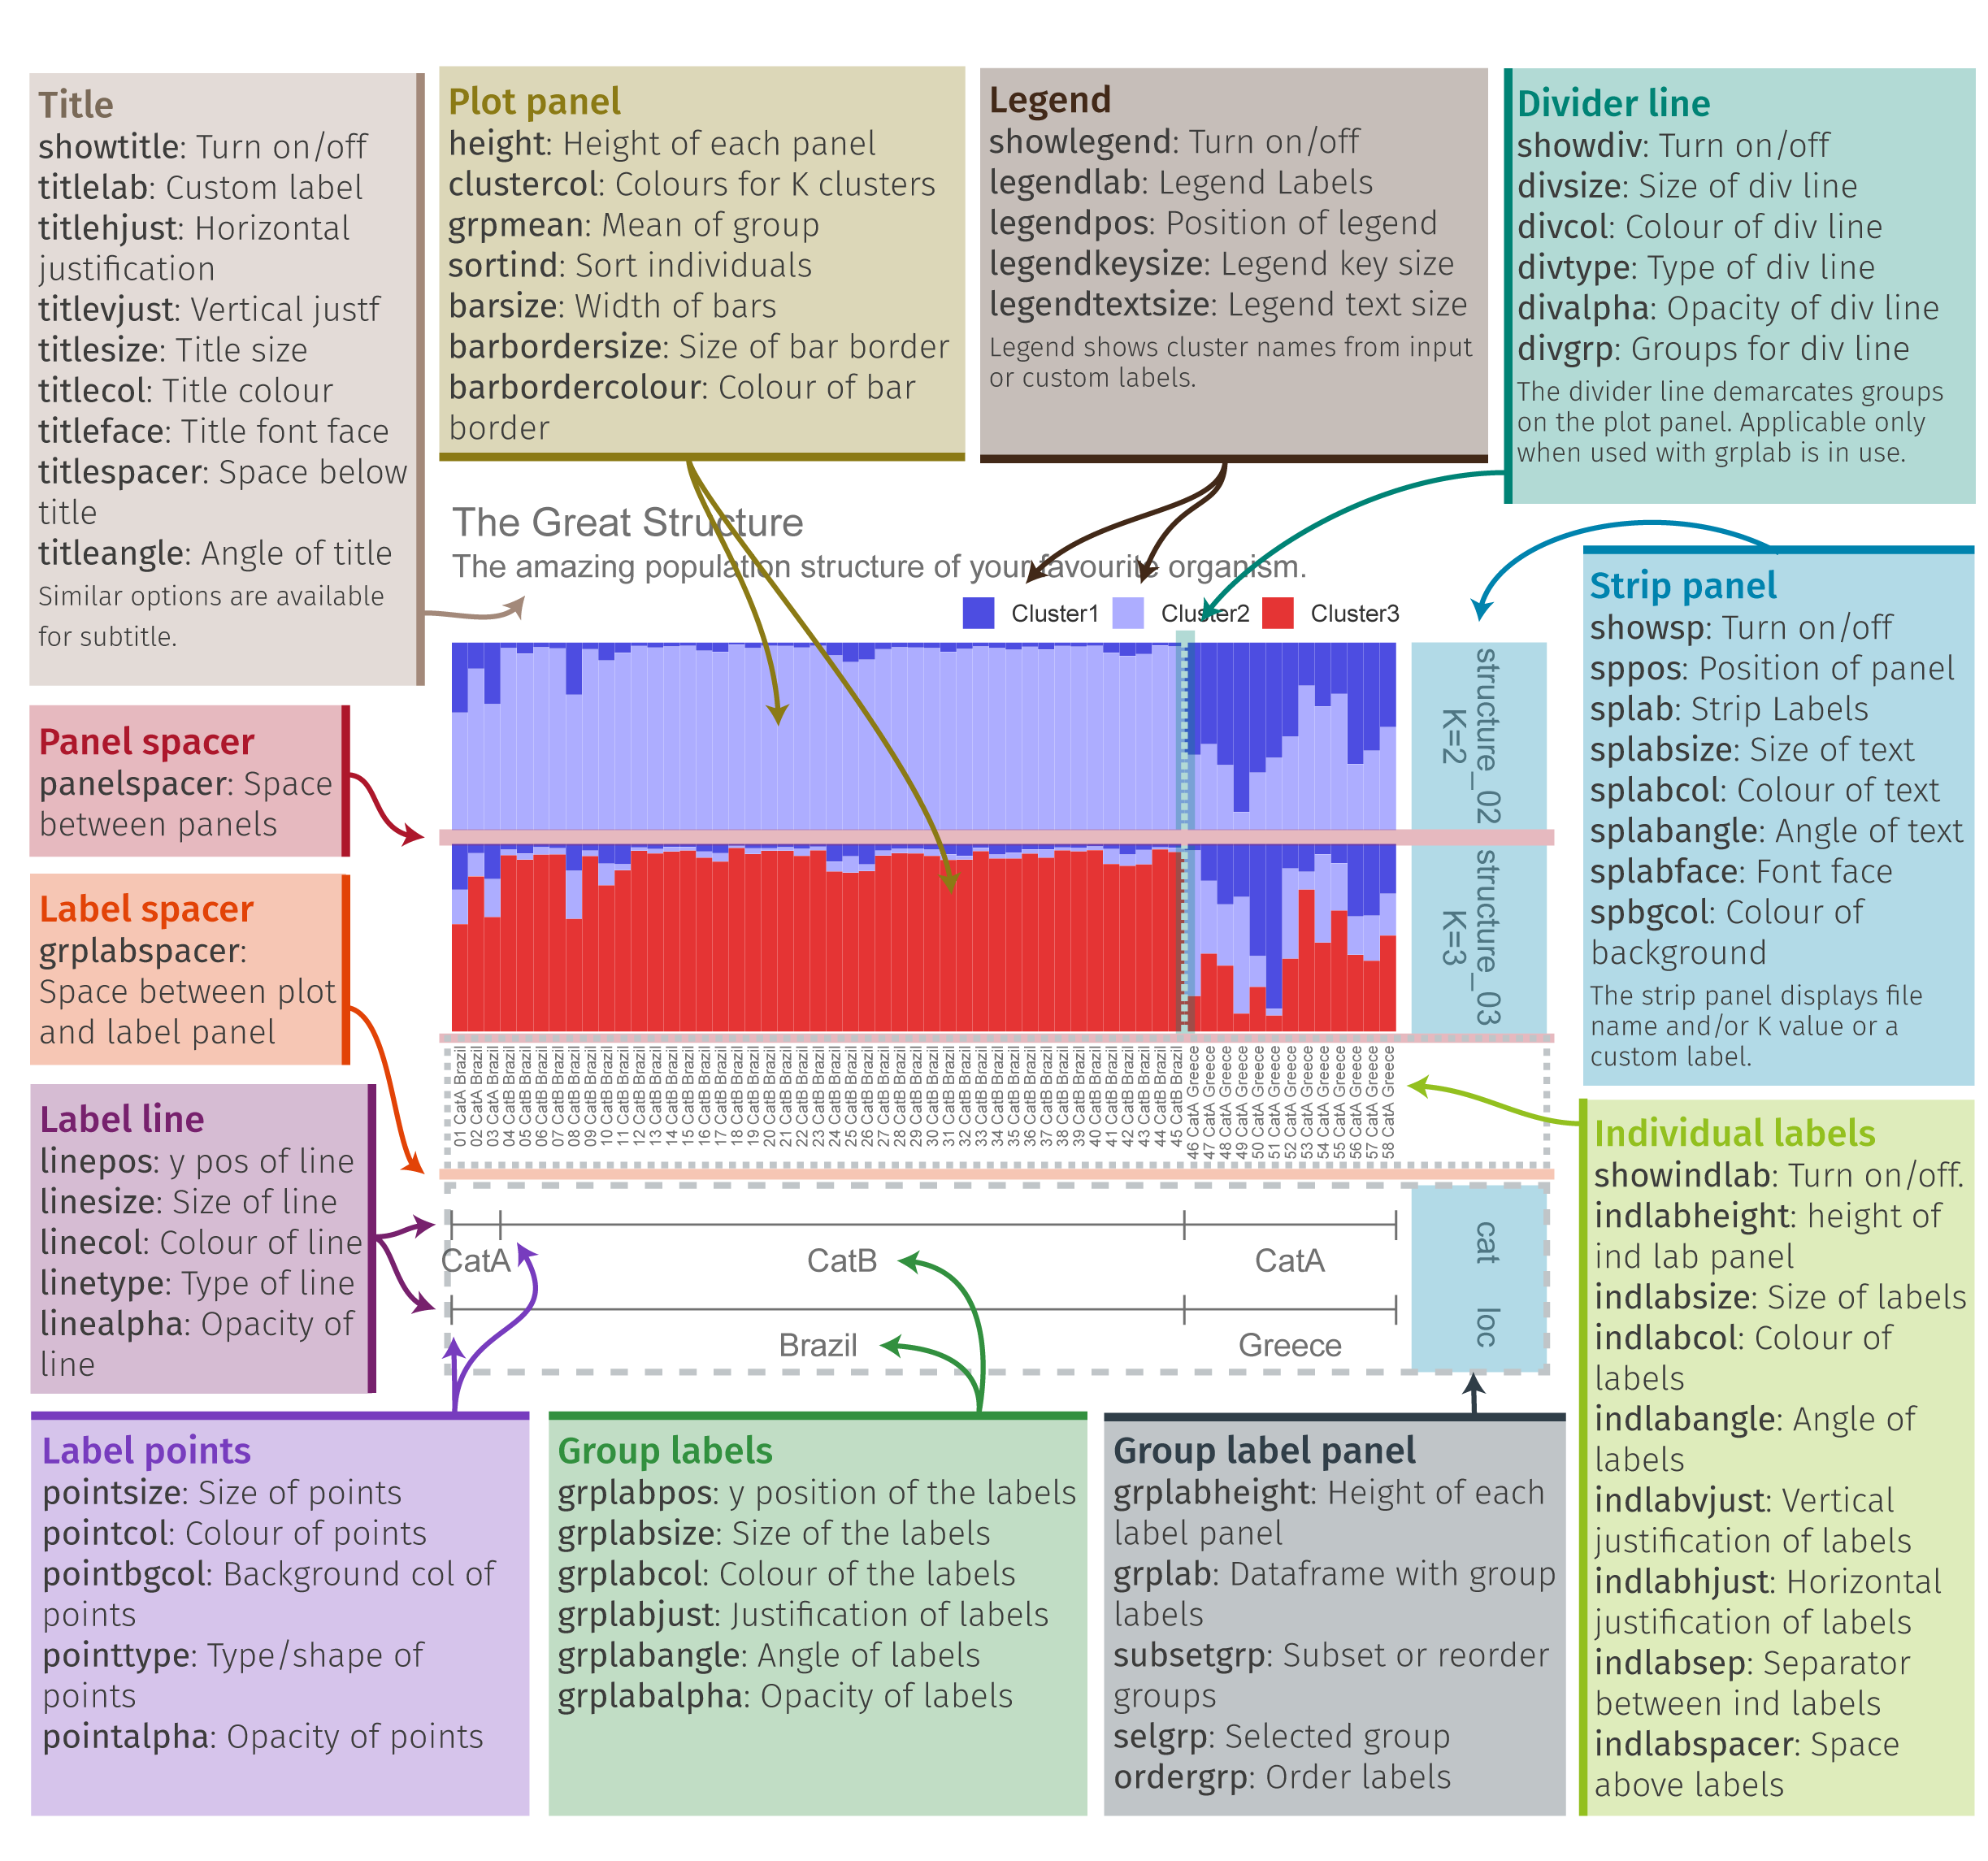 Title
showtitle: Turn on/off
titlelab: Custom label
titlehjust: Horizontal
justification
titlevjust: Vertical justf
titlesize: Title size
titlecol: Title colour
titleface: Title font face
titlespacer: Space below
title
titleangle: Angle of title
Similar options are available
for subtitle.
Plot panel
height: Height of each panel
clustercol: Colours for K clusters
grpmean: Mean of group
sortind: Sort individuals
barsize: Width of bars
barbordersize: Size of bar border
barbordercolour: Colour of bar
border
Legend
showlegend: Turn on/off
legendlab: Legend Labels
legendpos: Position of legend
legendkeysize: Legend key size
legendtextsize: Legend text size
Legend shows cluster names from input
or custom labels.
Divider line
showdiv: Turn on/off
divsize: Size of div line
divcol: Colour of div line
divtype: Type of div line
divalpha: Opacity of div line
divgrp: Groups for div line
The divider line demarcates groups
on the plot panel. Applicable only
when used with grplab is in use.
The Great Structure
The amazing population structure of your favourite organism.
Cluster1 Cluster2 Cluster3
structure_02
K=2
structure_03
K=3
Panel spacer
panelspacer: Space
between panels
Label spacer
grplabspacer:
Space between plot
and label panel
Label line
linepos: y pos of line
linesize: Size of line
linecol: Colour of line
linetype: Type of line
linealpha: Opacity of
line
Strip panel
showsp: Turn on/off
sppos: Position of panel
splab: Strip Labels
splabsize: Size of text
splabcol: Colour of text
splabangle: Angle of text
splabface: Font face
spbgcol: Colour of
background
The strip panel displays file
name and/or K value or a
custom label.
01 CatA Brazil
02 CatA Brazil
03 CatA Brazil
04 CatB Brazil
05 CatB Brazil
06 CatB Brazil
07 CatB Brazil
08 CatB Brazil
09 CatB Brazil
10 CatB Brazil
11 CatB Brazil
12 CatB Brazil
13 CatB Brazil
14 CatB Brazil
15 CatB Brazil
16 CatB Brazil
17 CatB Brazil
18 CatB Brazil
19 CatB Brazil
20 CatB Brazil
21 CatB Brazil
22 CatB Brazil
23 CatB Brazil
24 CatB Brazil
25 CatB Brazil
26 CatB Brazil
27 CatB Brazil
28 CatB Brazil
29 CatB Brazil
30 CatB Brazil
31 CatB Brazil
32 CatB Brazil
33 CatB Brazil
34 CatB Brazil
35 CatB Brazil
36 CatB Brazil
37 CatB Brazil
38 CatB Brazil
39 CatB Brazil
40 CatB Brazil
41 CatB Brazil
42 CatB Brazil
43 CatB Brazil
44 CatB Brazil
45 CatB Brazil
46 CatA Greece
47 CatA Greece
48 CatA Greece
49 CatA Greece
50 CatA Greece
51 CatA Greece
52 CatA Greece
53 CatA Greece
54 CatA Greece
55 CatA Greece
56 CatA Greece
57 CatA Greece
58 CatA Greece
CatA CatB CatA cat
Brazil Greece loc
Individual labels
showindlab: Turn on/off.
indlabheight: height of
ind lab panel
indlabsize: Size of labels
indlabcol: Colour of
labels
indlabangle: Angle of
labels
indlabvjust: Vertical
justification of labels
indlabhjust: Horizontal
justification of labels
indlabsep: Separator
between ind labels
indlabspacer: Space
above labels
Label points
pointsize: Size of points
pointcol: Colour of points
pointbgcol: Background col of
points
pointtype: Type/shape of
points
pointalpha: Opacity of points
Group labels
grplabpos: y position of the labels
grplabsize: Size of the labels
grplabcol: Colour of the labels
grplabjust: Justification of labels
grplabangle: Angle of labels
grplabalpha: Opacity of labels
Group label panel
grplabheight: Height of each
label panel
grplab: Dataframe with group
labels
subsetgrp: Subset or reorder
groups
selgrp: Selected group
ordergrp: Order labels